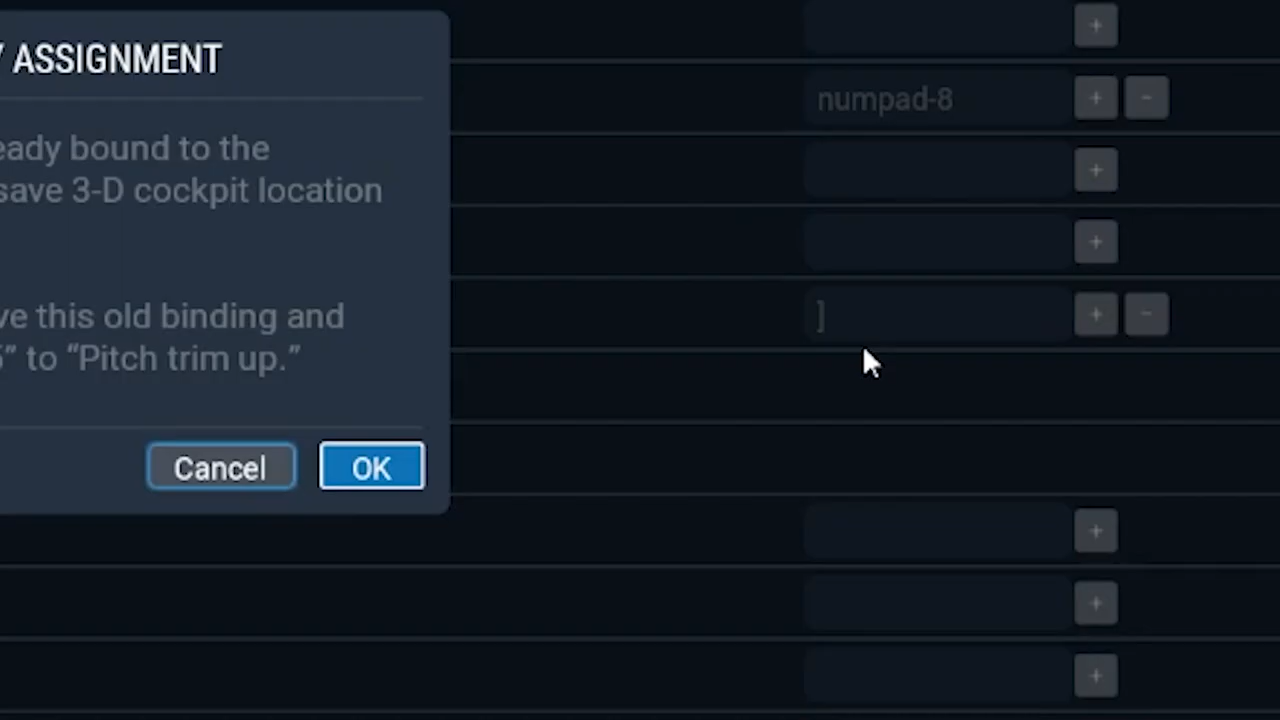 ASSIGNMENT
numpad-8
eady bound to the
save 3-D cockpit location
]
ve this old binding and
” to “Pitch trim up.”
Cancel
OK